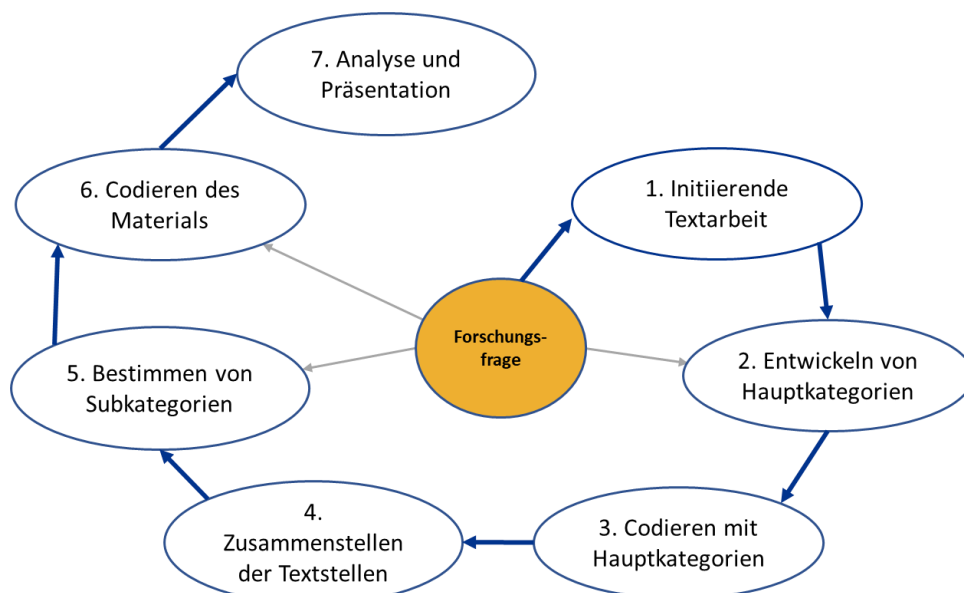 7. Analyse und
Präsentation
6. Codieren des
Materials
1. Initiierende
Textarbeit
Forschungs-
frage
5. Bestimmen von
Subkategorien
2. Entwickeln von
Hauptkategorien
4.
Zusammenstellen
der Textstellen
3. Codieren mit
Hauptkategorien